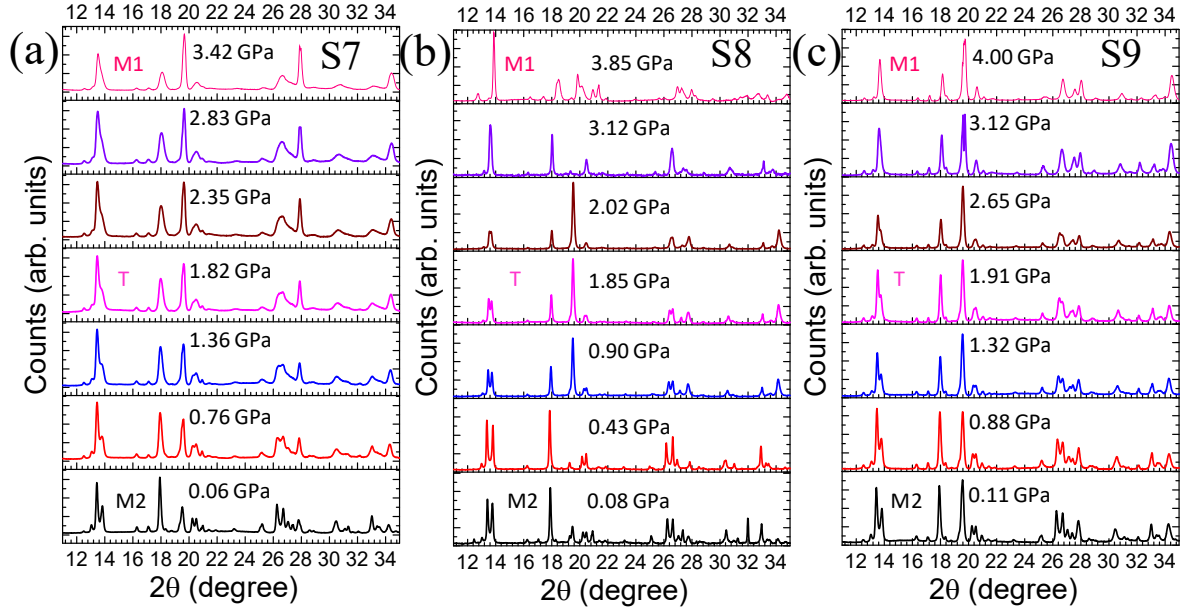 12 14 16 18 20 22 24 26 28 30 32 34
(a)
S7
M1
3.42 GPa
2.83 GPa
2.35 GPa
T
1.82 GPa
1.36 GPa
0.76 GPa
M2
0.06 GPa
Counts (arb. units)
12 14 16 18 20 22 24 26 28 30 32 34
2θ (degree)
12 14 16 18 20 22 24 26 28 30 32 34
(b)
S8
M1
3.85 GPa
3.12 GPa
2.02 GPa
T
1.85 GPa
0.90 GPa
0.43 GPa
M2
0.08 GPa
Counts (arb. units)
12 14 16 18 20 22 24 26 28 30 32 34
2θ (degree)
12 14 16 18 20 22 24 26 28 30 32 34
(c)
S9
M1
4.00 GPa
3.12 GPa
2.65 GPa
T
1.91 GPa
1.32 GPa
0.88 GPa
M2
0.11 GPa
Counts (arb. units)
12 14 16 18 20 22 24 26 28 30 32 34
2θ (degree)